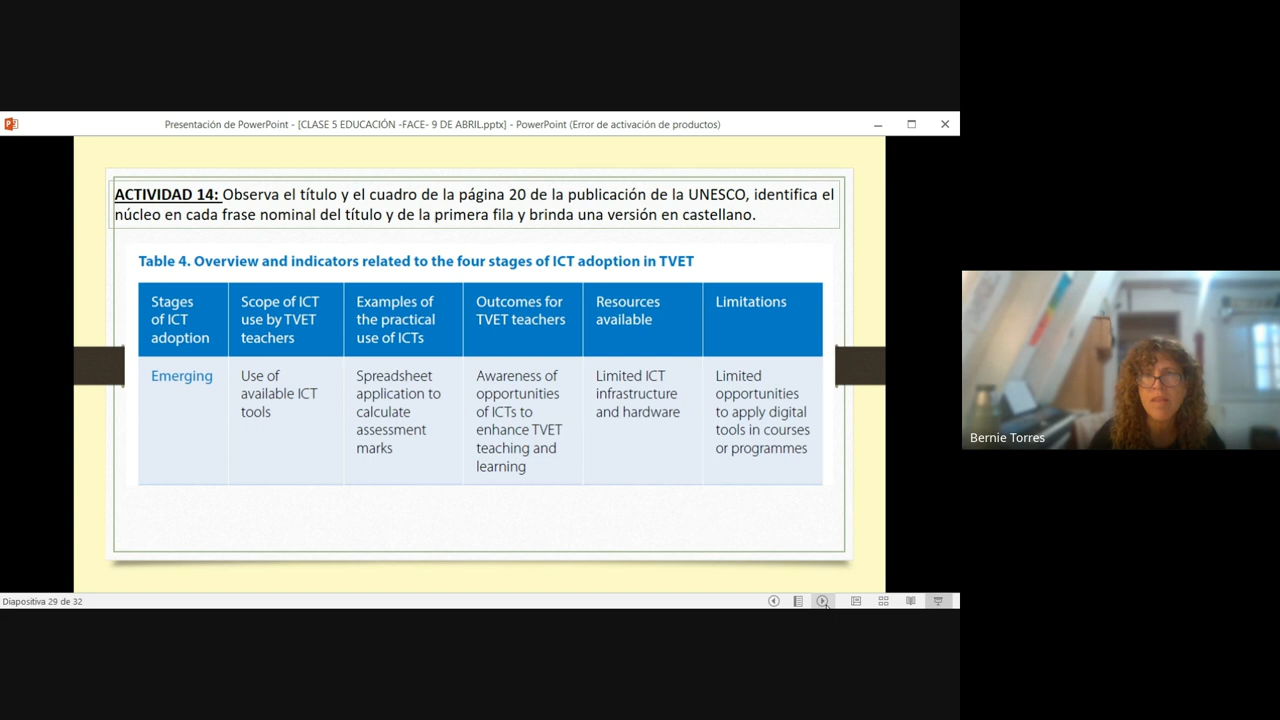 Presentación de PowerPoint - [CLASE 5 EDUCACIÓN -FACE- 9 DE ABRIL.pptx] - PowerPoint (Error de activación de productos)
ACTIVIDAD 14: Observa el título y el cuadro de la página 20 de la publicación de la UNESCO, identifica el
núcleo en cada frase nominal del título y de la primera fila y brinda una versión en castellano.
Table 4. Overview and indicators related to the four stages of ICT adoption in TVET
Stages
of ICT
adoption
Scope of ICT
use by TVET
teachers
Examples of
the practical
use of ICTs
Outcomes for
TVET teachers
Resources
available
Limitations
Emerging
Use of
available ICT
tools
Spreadsheet
application to
calculate
assessment
marks
Awareness of
opportunities
of ICTs to
enhance TVET
teaching and
learning
Limited ICT
infrastructure
and hardware
Limited
opportunities
to apply digital
tools in courses
or programmes
Bernie Torres
Diapositiva 29 de 32